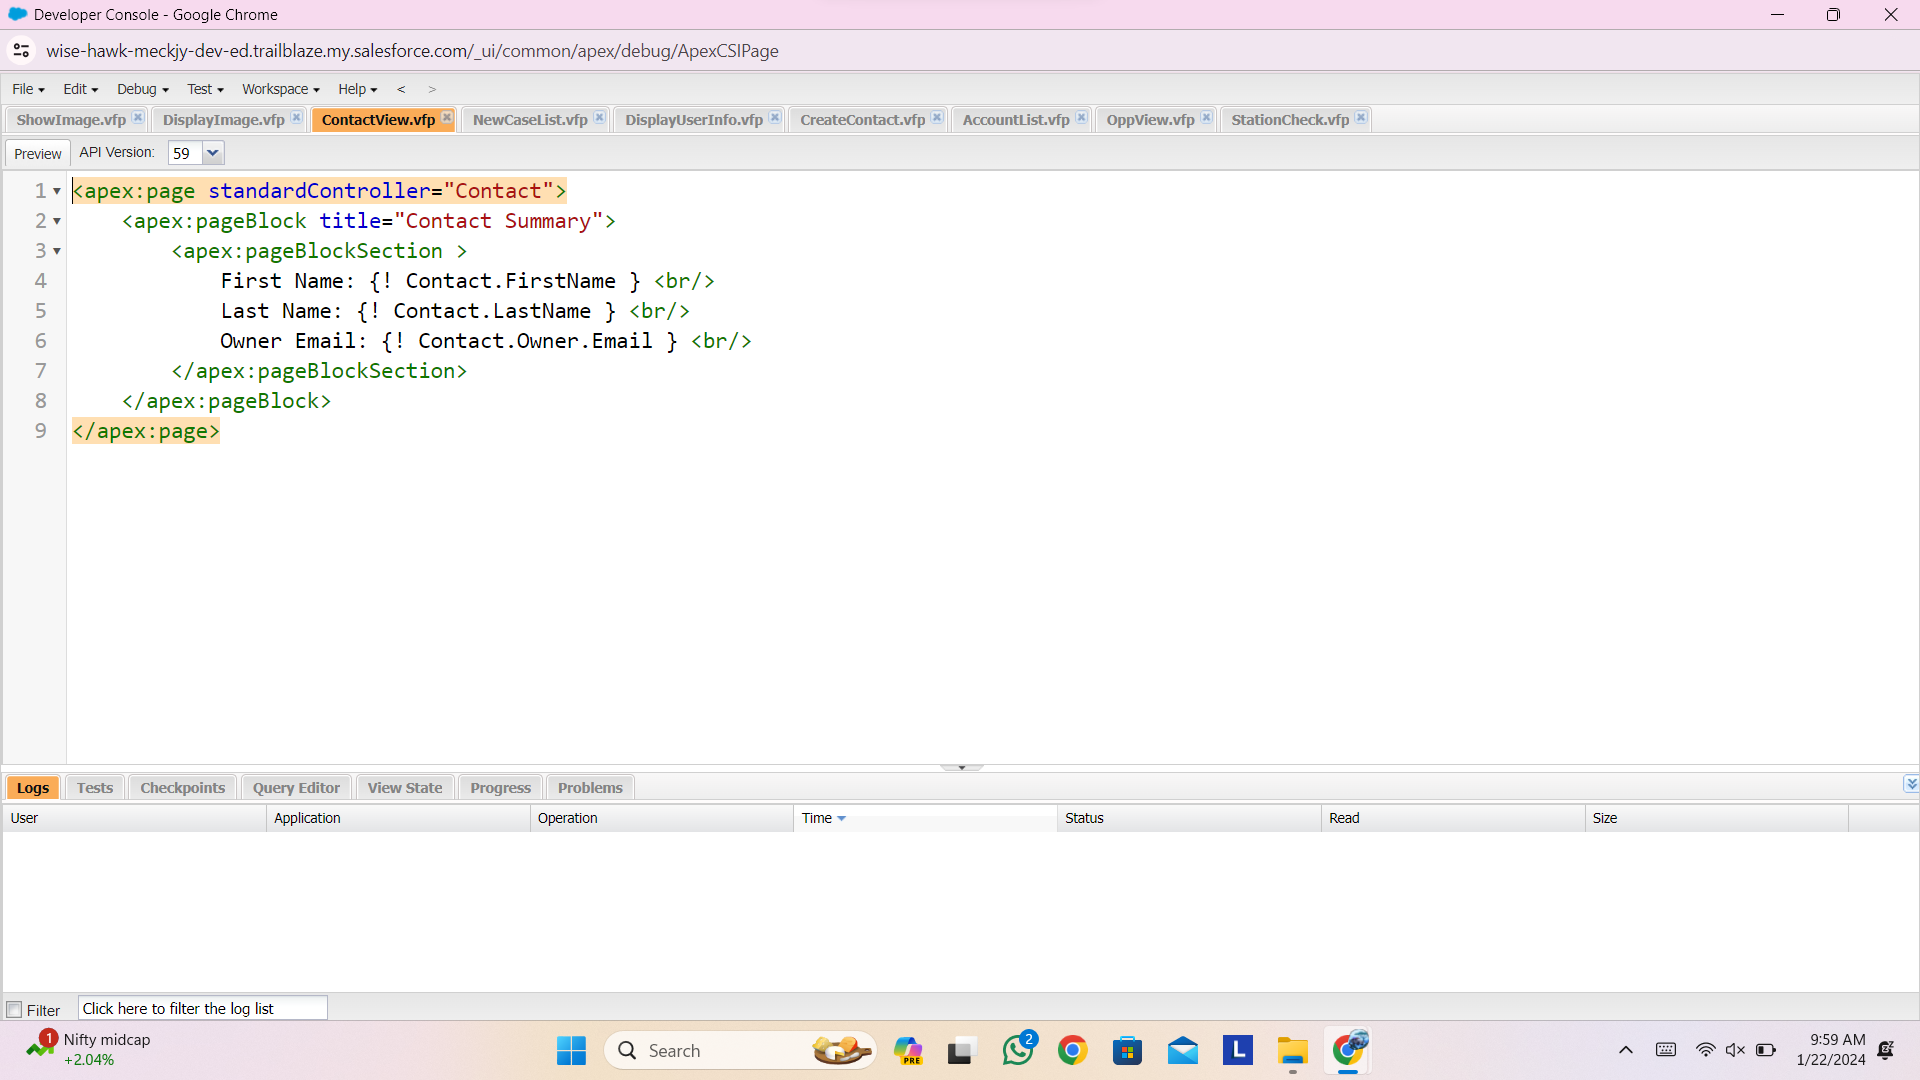 Developer Console - Google Chrome
wise-hawk-meckjy-dev-ed.trailblaze.my.salesforce.com/_ui/common/apex/debug/ApexCSIPage
File Edit Debug Test Workspace Help < >
ShowImage.vfp DisplayImage.vfp ContactView.vfp NewCaseList.vfp DisplayUserInfo.vfp CreateContact.vfp AccountList.vfp OppView.vfp StationCheck.vfp
Preview API Version: 59
1 <apex:page standardController="Contact">
2 <apex:pageBlock title="Contact Summary">
3 <apex:pageBlockSection >
4 First Name: {! Contact.FirstName } <br/>
5 Last Name: {! Contact.LastName } <br/>
6 Owner Email: {! Contact.Owner.Email } <br/>
7 </apex:pageBlockSection>
8 </apex:pageBlock>
9 </apex:page>
Logs Tests Checkpoints Query Editor View State Progress Problems
User Application Operation Time Status Read Size
Filter Click here to filter the log list
1 Nifty midcap
+2.04%
Search
PRE
2
L
9:59 AM
1/22/2024